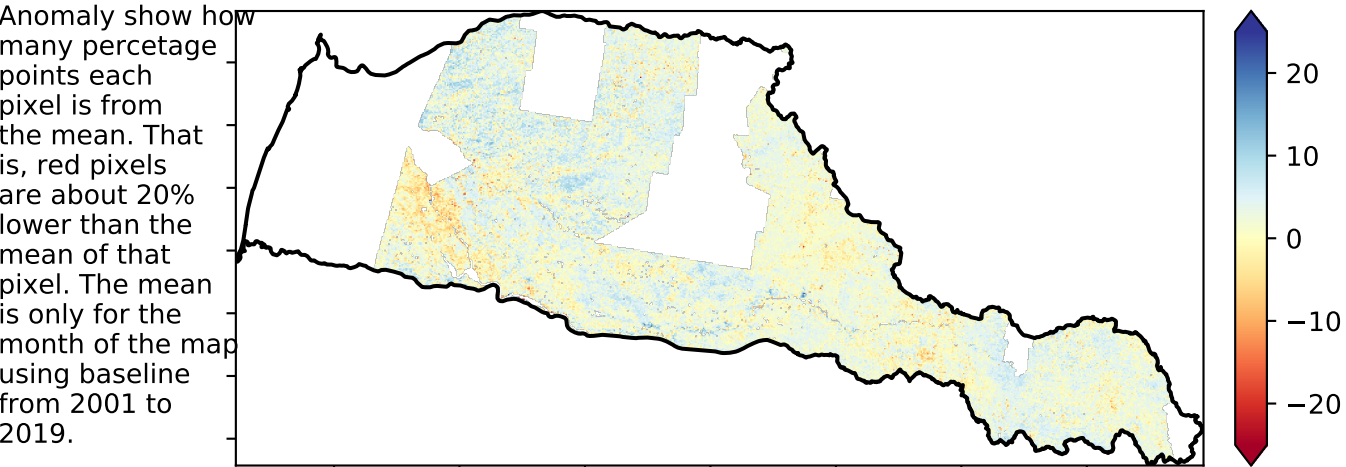 Anomaly show how
many percetage
points each
pixel is from
the mean. That
is, red pixels
are about 20%
lower than the
mean of that
pixel. The mean
is only for the
month of the map
using baseline
from 2001 to
2019.
20
10
0
−10
−20